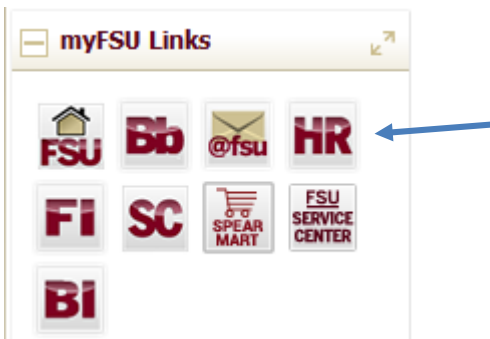 myFSU Links
FSU
Bb
@fsu
HR
FI
SC
SPEAR
MART
FSU
SERVICE
CENTER
BI